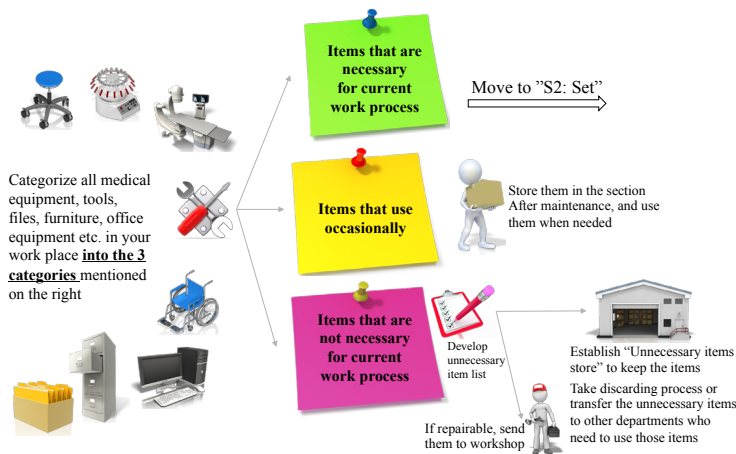 Items that are
necessary
for current
work process
Move to ”S2: Set”
Categorize all medical
equipment, tools,
files, furniture, office
equipment etc. in your
work place into the 3
categories mentioned
on the right
Items that use
occasionally
Store them in the section
After maintenance, and use
them when needed
Items that are
not necessary
for current
work process
Develop
unnecessary
item list
Establish “Unnecessary items
store” to keep the items
Take discarding process or
transfer the unnecessary items
to other departments who
need to use those items
If repairable, send
them to workshop